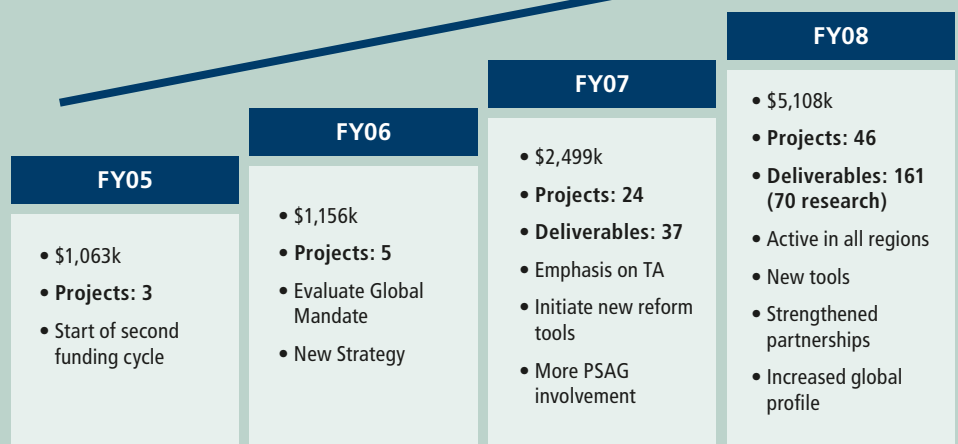 FY05
• $1,063k
• Projects: 3
• Start of second
funding cycle
FY06
• $1,156k
• Projects: 5
• Evaluate Global
Mandate
• New Strategy
FY07
• $2,499k
• Projects: 24
• Deliverables: 37
• Emphasis on TA
• Initiate new reform
tools
• More PSAG
involvement
FY08
• $5,108k
• Projects: 46
• Deliverables: 161
(70 research)
• Active in all regions
• New tools
• Strengthened
partnerships
• Increased global
profile